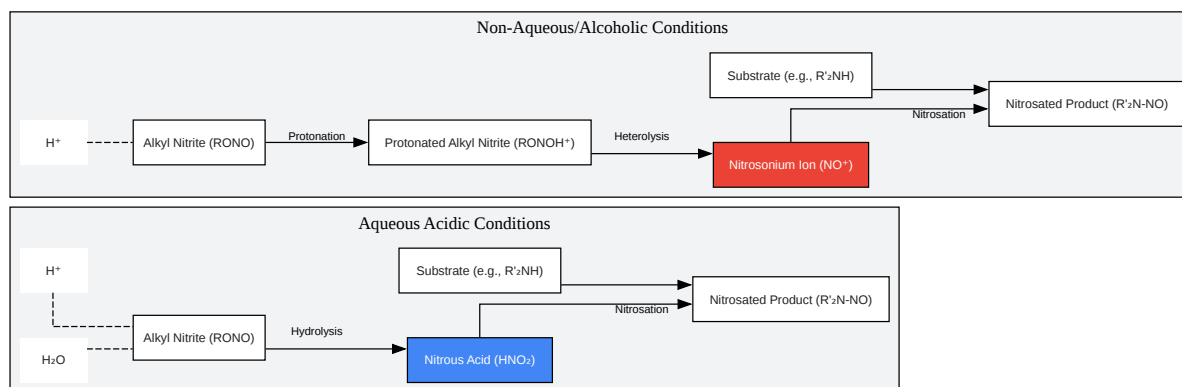 Non-Aqueous/Alcoholic Conditions
Substrate (e.g., R'₂NH)
Nitrosated Product (R'₂N-NO)
Nitrosation
H⁺
Alkyl Nitrite (RONO)
Protonation
Protonated Alkyl Nitrite (RONOH⁺)
Heterolysis
Nitrosonium Ion (NO⁺)
Aqueous Acidic Conditions
H⁺
Substrate (e.g., R'₂NH)
Nitrosated Product (R'₂N-NO)
Nitrosation
Alkyl Nitrite (RONO)
Hydrolysis
H₂O
Nitrous Acid (HNO₂)